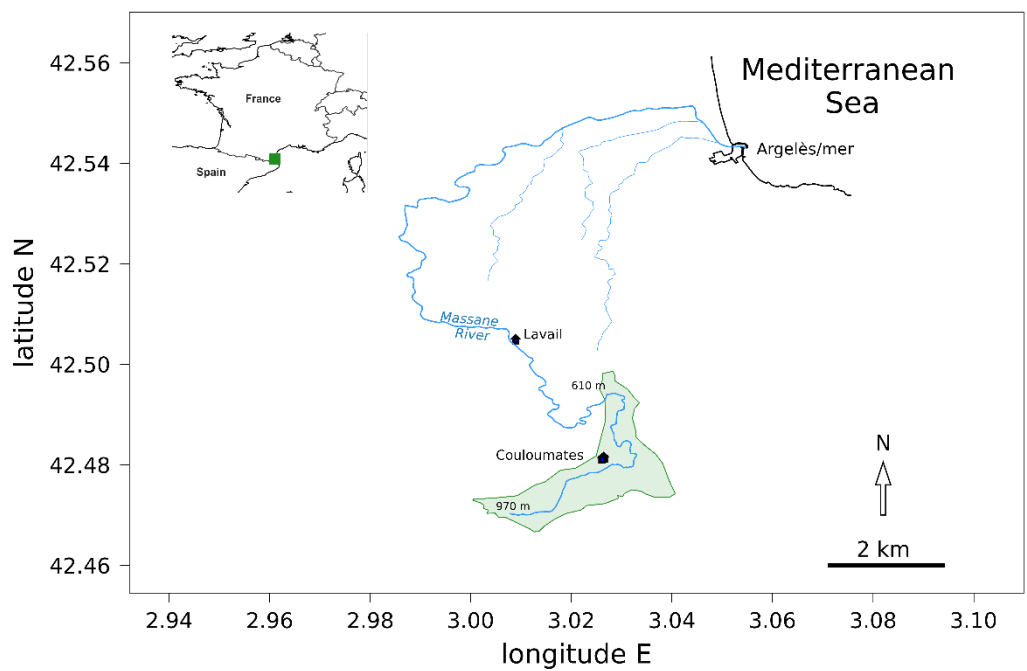 France
Spain
Mediterranean
Sea
Argelès/mer
Massane
River
Lavail
610 m
Couloumates
970 m
N
2 km
latitude N
42.56
42.54
42.52
42.50
42.48
42.46
2.94 2.96 2.98 3.00 3.02 3.04 3.06 3.08 3.10
longitude E